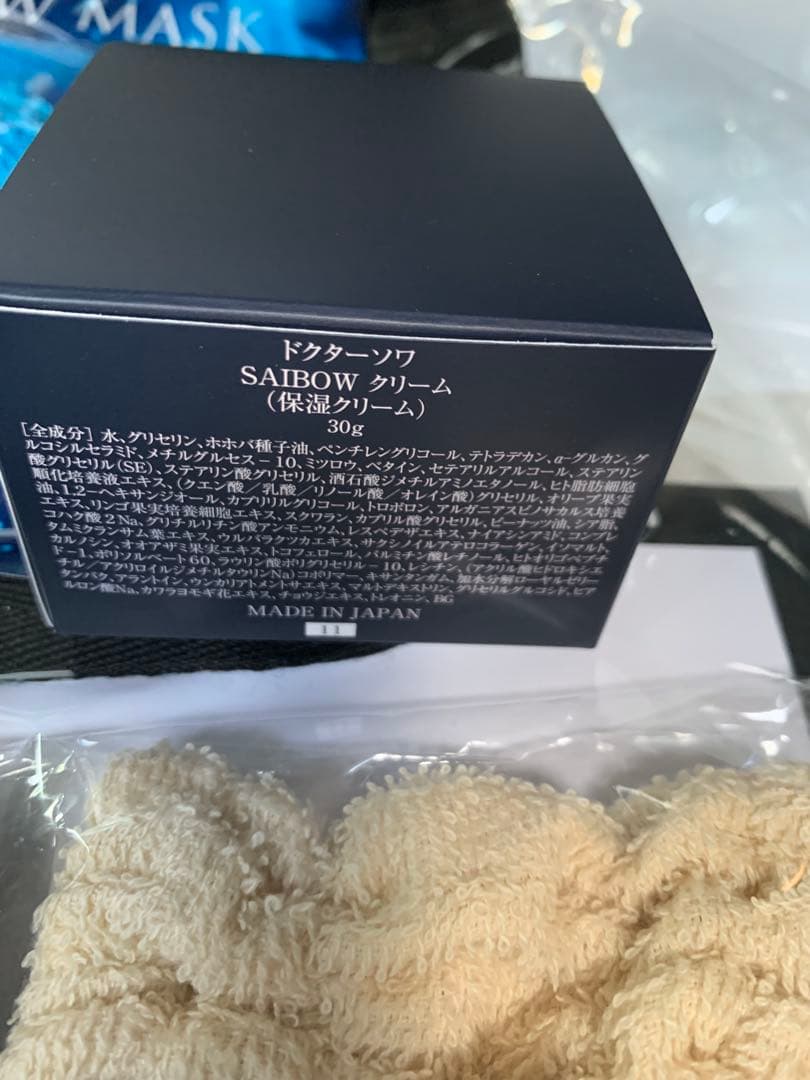 W MASK
ドクターソワ
SAIBOW クリーム
（保湿クリーム）
30g
［全成分］水、グリセリン、ホホバ種子油、ペンチレングリコール、テトラデカン、α-グルカン、グ
ルコシルセラミド、メチルグルセス－10、ミツロウ、ベタイン、セテアリルアルコール、ステアリン
酸グリセリル(SE)、ステアリン酸グリセリル、酒石酸ジメチルアミノエタノール、ヒト脂肪細胞
順化培養液エキス、（クエン酸／乳酸／リノール酸／オレイン酸）グリセリル、オリーブ果実
油、1,2-ヘキサンジオール、カプリリルグリコール、トロポロン、アルガニアスピノサカルス培養
エキス、リンゴ果実培養細胞エキス、スクワラン、カプリル酸グリセリル、ピーナッツ油、シア脂、
コハク酸2Na、グリチルリチン酸アンモニウム、レスペデザエキス、ナイアシンアミド、コンブレ
タムミクランサム葉エキス、ウルバラクツカエキス、サッカロミセル、イソマルト、
カルノシン、オオアザミ果実エキス、トコフェロール、パルミチン酸レチノール、ヒトオリゴペプチ
ド-1、ポリソルベート60、ラウリン酸ポリグリセリル－10、レシチン、（アクリル酸ヒドロキシエ
チル／アクリロイルジメチルタウリンNa）コポリマー、キサンタンガム、加水分解ローヤルゼリー
タンパク、アラントイン、ウンカリアトメントサエキス、マルトデキストリン、グリセリルグルコシド、ヒア
ルロン酸Na、カワラヨモギ花エキス、チョウジエキス、トレオニン、BG
MADE IN JAPAN
11